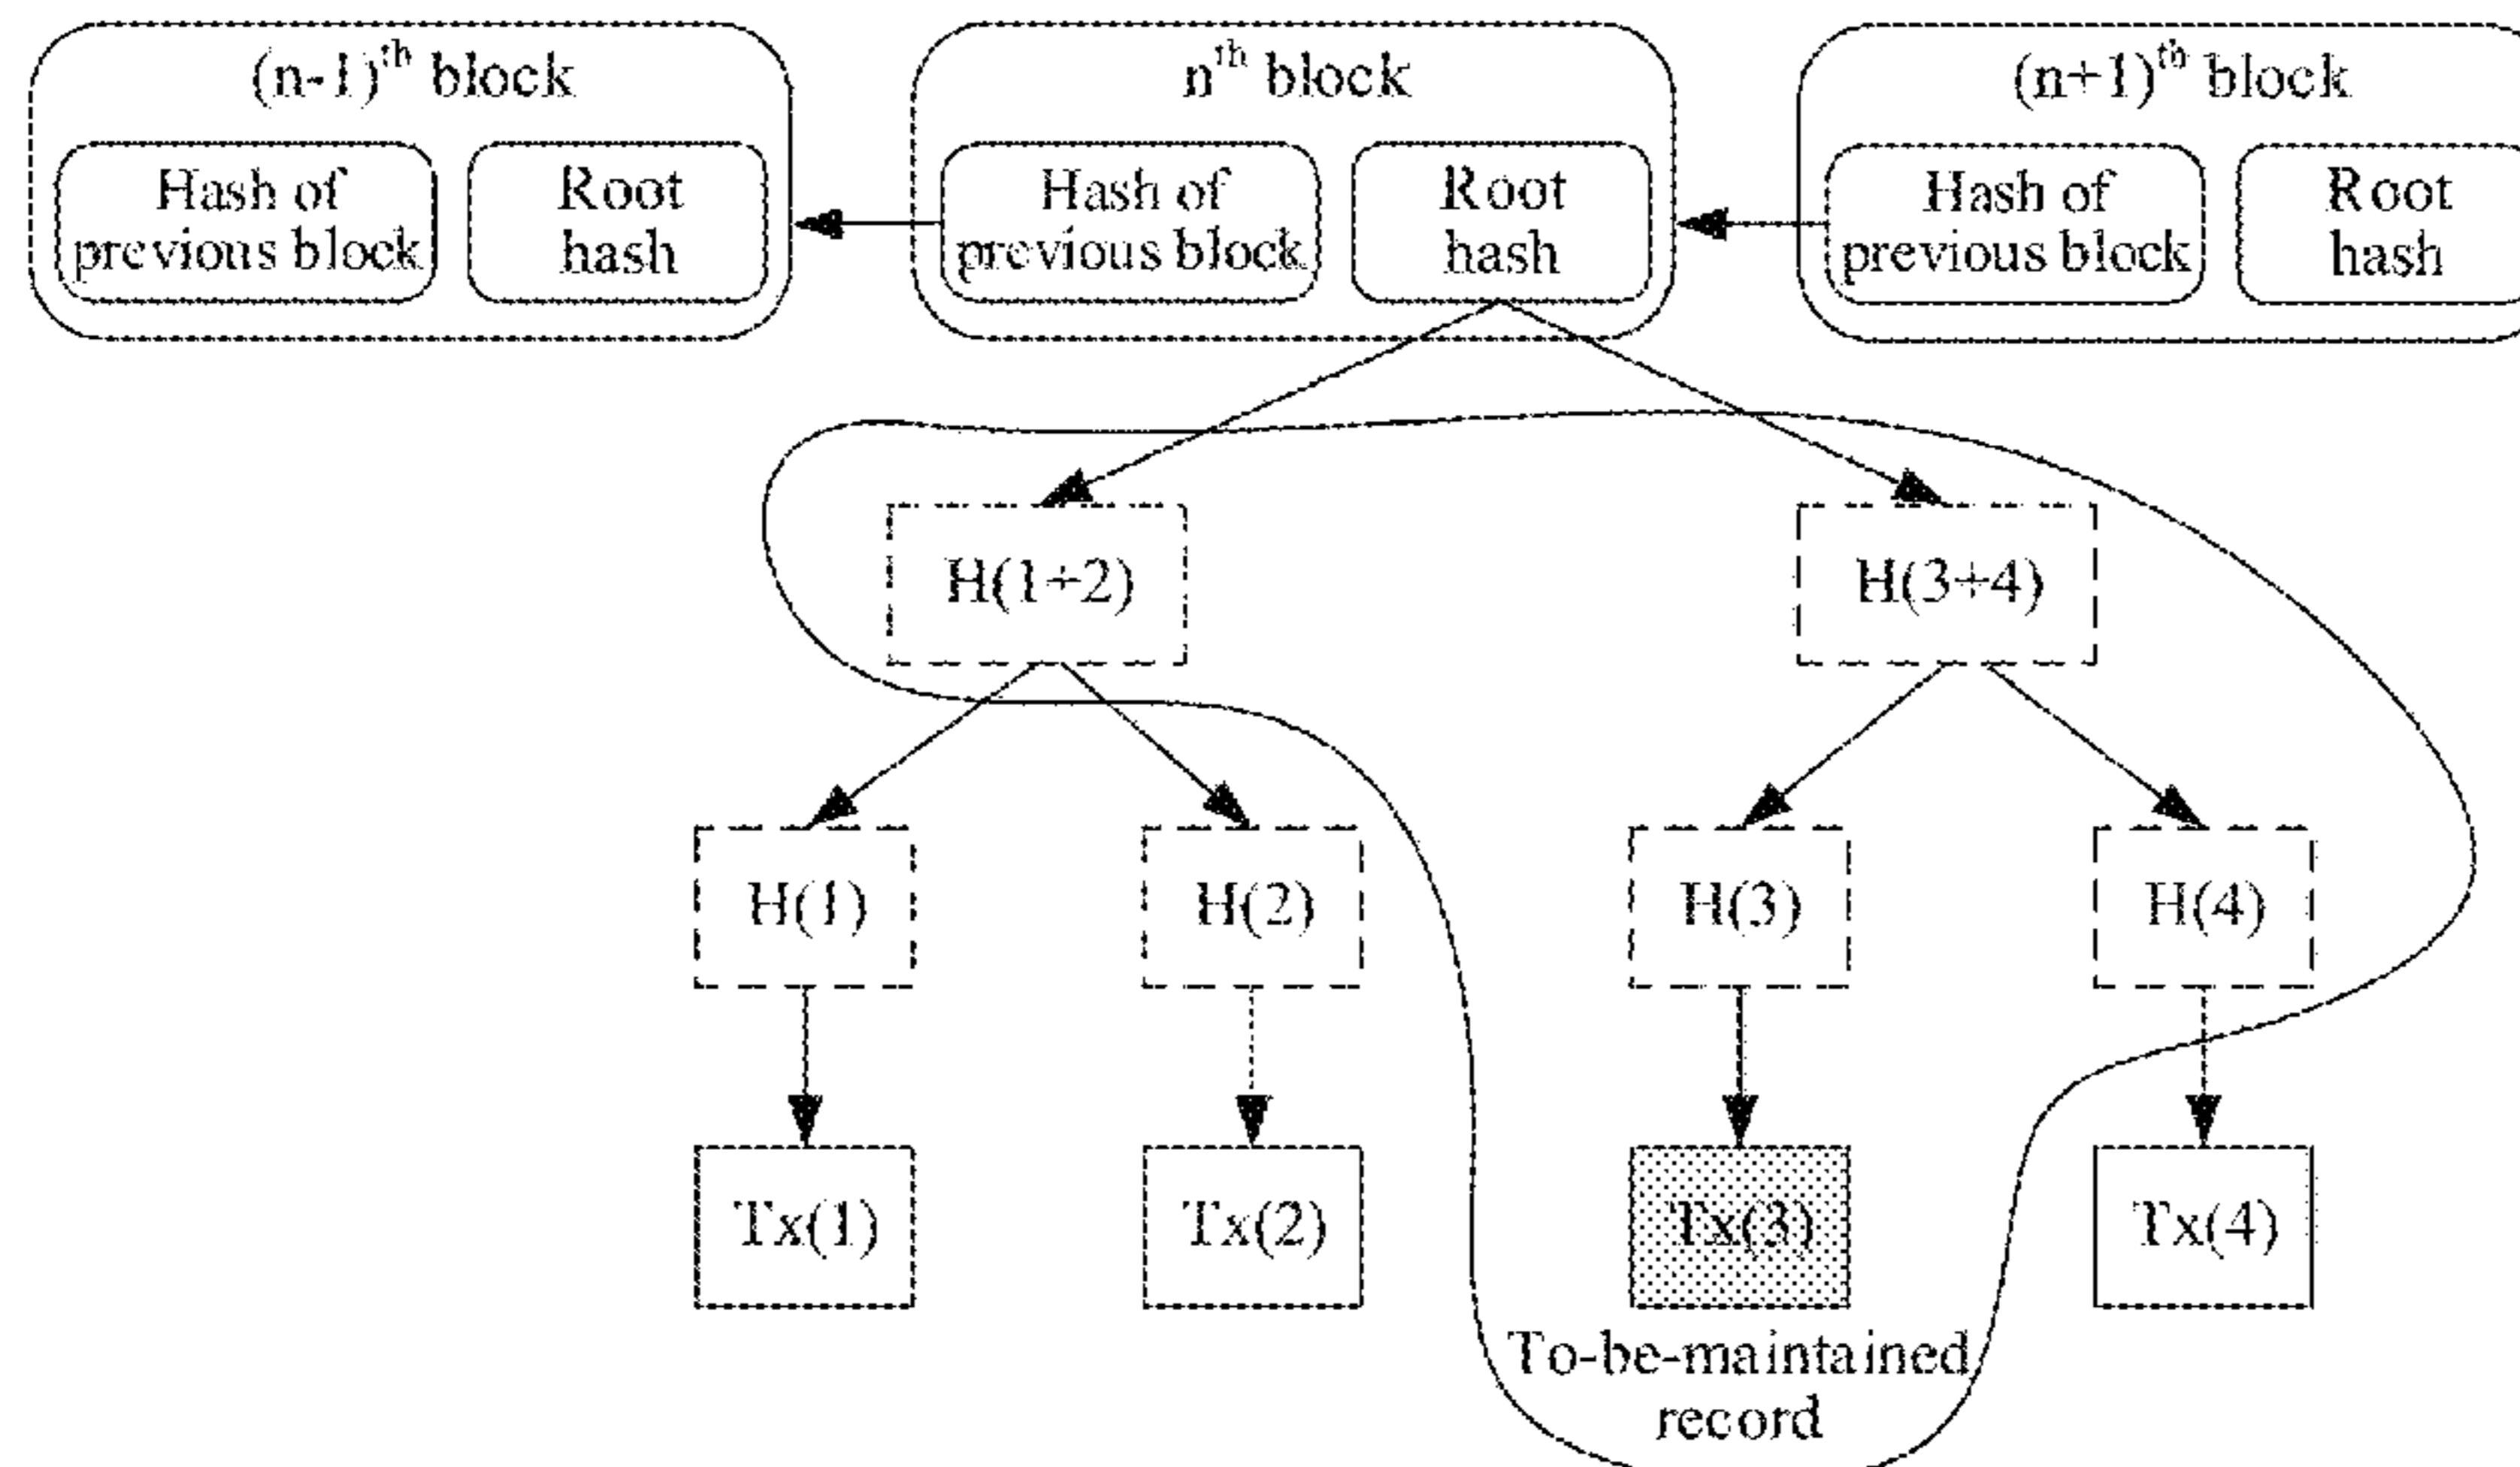 (n-1)th block
nth block
(n+1)th block
Hash of
previous block
Root
hash
Hash of
previous block
Root
hash
Hash of
previous block
Root
hash
H(1+2)
H(3+4)
H(1)
H(2)
H(3)
H(4)
Tx(1)
Tx(2)
Tx(3)
Tx(4)
To-be-maintained
record